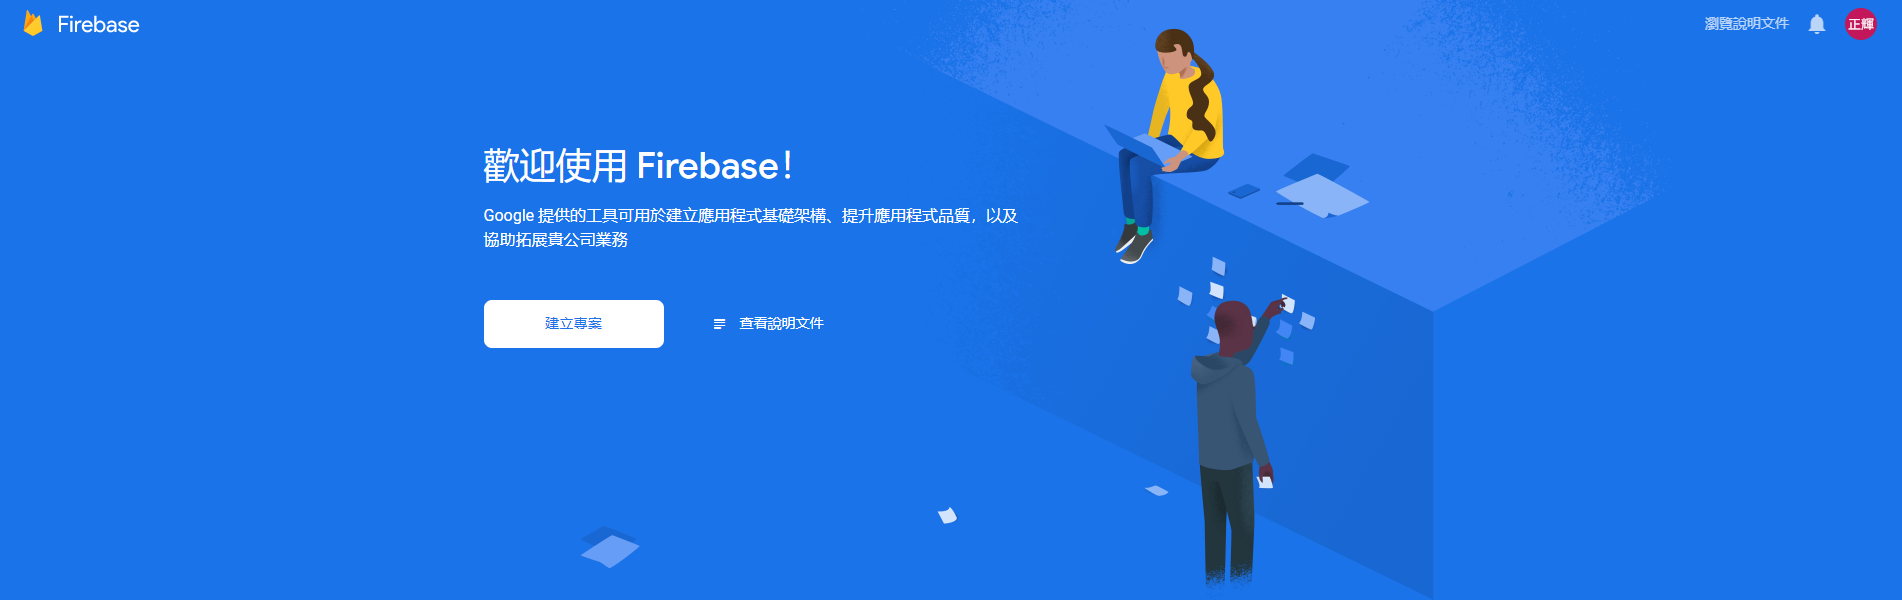 Firebase
瀏覽說明文件
正輝
歡迎使用 Firebase！
Google 提供的工具可用於建立應用程式基礎架構、提升應用程式品質，以及
協助拓展貴公司業務
建立專案
查看說明文件